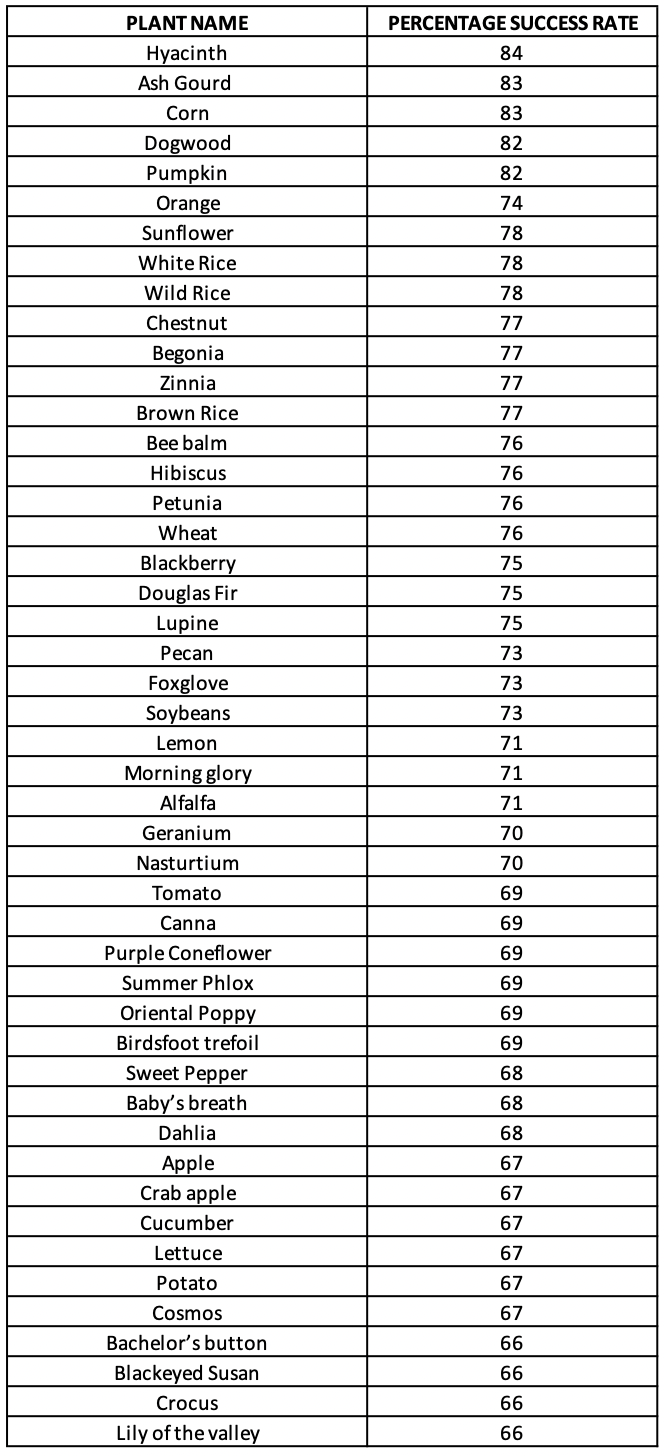 PLANT NAME PERCENTAGE SUCCESS RATE
Hyacinth 84
Ash Gourd 83
Corn 83
Dogwood 82
Pumpkin 82
Orange 74
Sunflower 78
White Rice 78
Wild Rice 78
Chestnut 77
Begonia 77
Zinnia 77
Brown Rice 77
Bee balm 76
Hibiscus 76
Petunia 76
Wheat 76
Blackberry 75
Douglas Fir 75
Lupine 75
Pecan 73
Foxglove 73
Soybeans 73
Lemon 71
Morning glory 71
Alfalfa 71
Geranium 70
Nasturtium 70
Tomato 69
Canna 69
Purple Coneflower 69
Summer Phlox 69
Oriental Poppy 69
Birdsfoot trefoil 69
Sweet Pepper 68
Baby’s breath 68
Dahlia 68
Apple 67
Crab apple 67
Cucumber 67
Lettuce 67
Potato 67
Cosmos 67
Bachelor’s button 66
Blackeyed Susan 66
Crocus 66
Lily of the valley 66